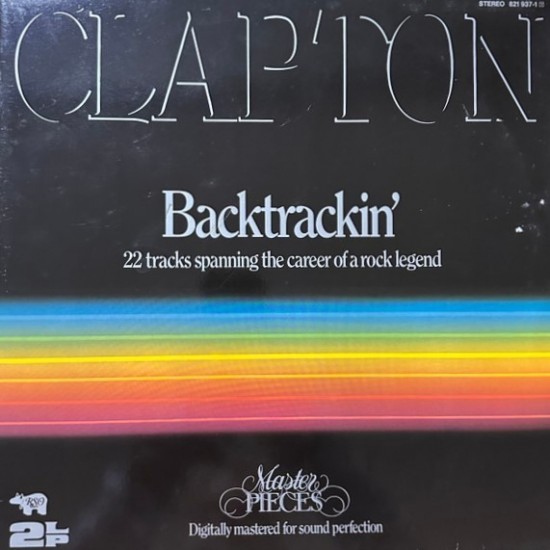 STEREO 821 937-1
CLAPTON
Backtrackin'
22 tracks spanning the career of a rock legend
Master
PIECES
RSO
2LP
Digitally mastered for sound perfection